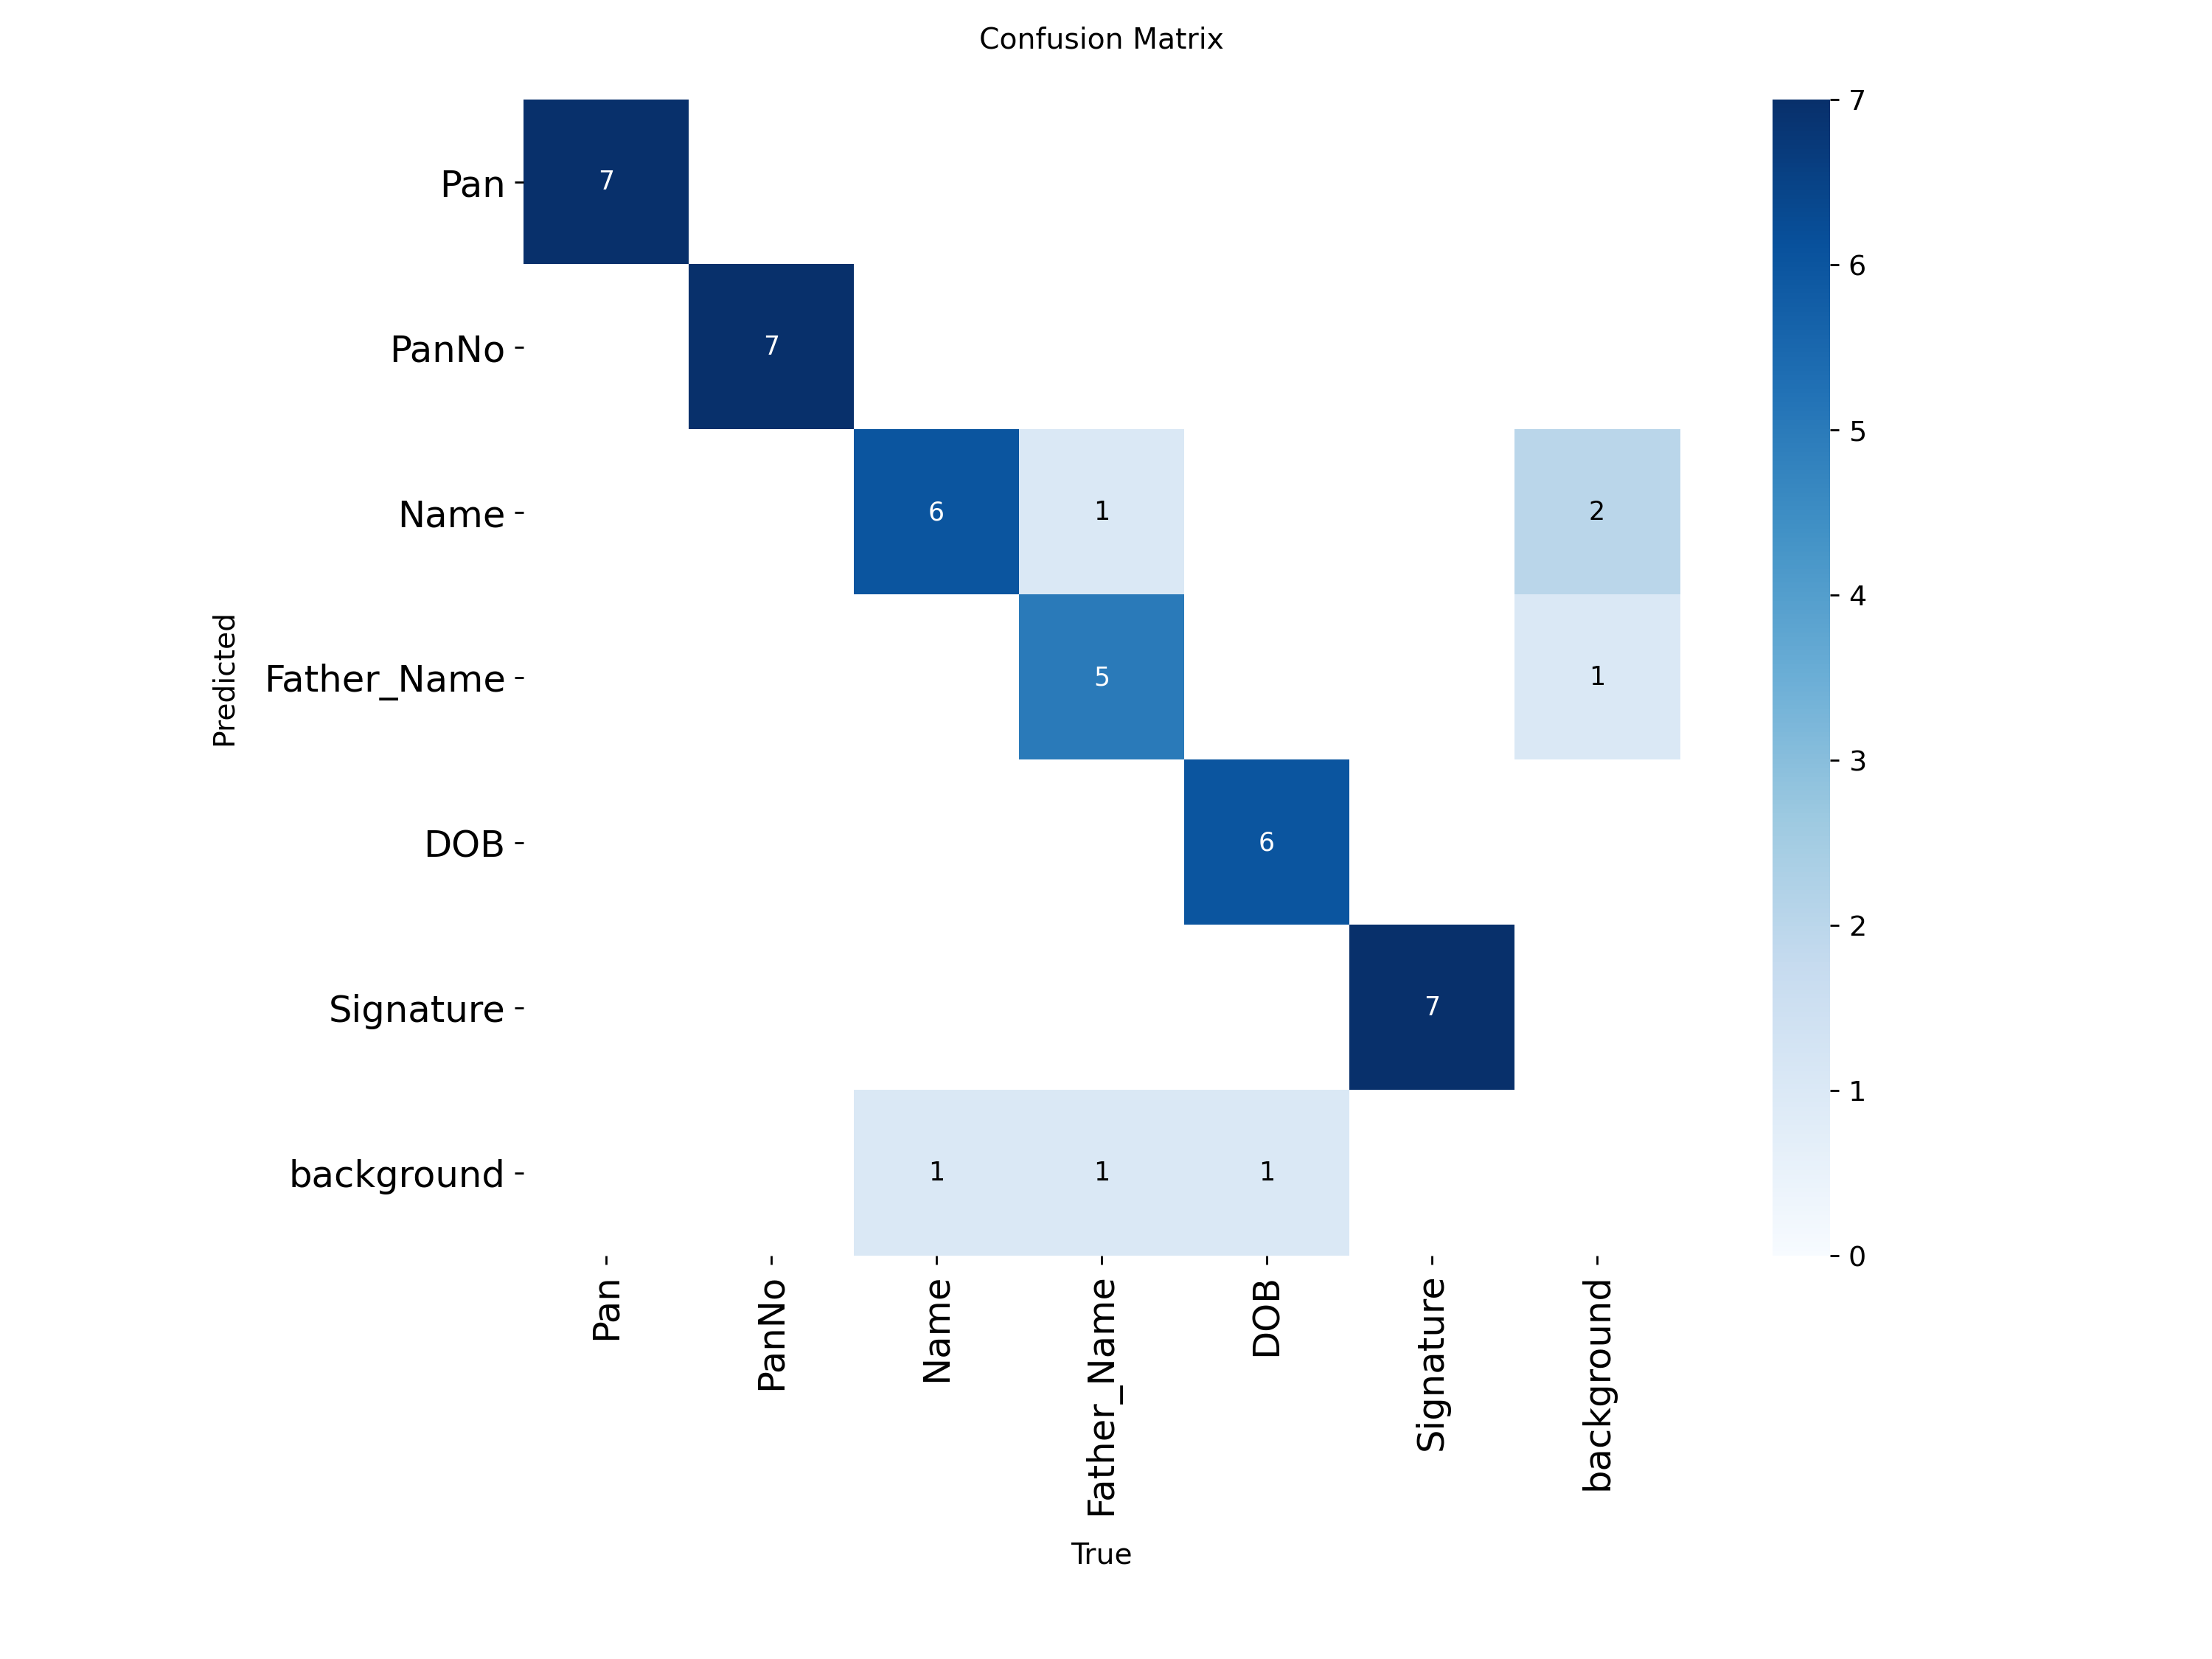 Confusion Matrix
Pan
7
PanNo
7
Name
6 1 2
Father_Name
5 1
DOB
6
Signature
7
background
1 1 1
Predicted
Pan
PanNo
Name
Father_Name
DOB
Signature
background
True
7
6
5
4
3
2
1
0